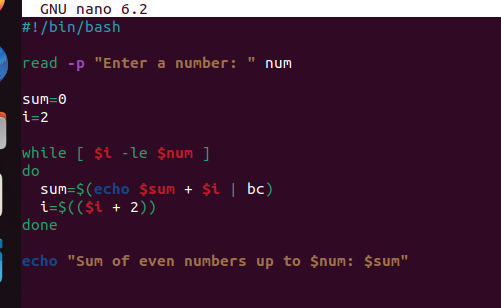 GNU nano 6.2
#!/bin/bash
read -p "Enter a number: " num
sum=0
i=2
while [ $i -le $num ]
do
  sum=$(echo $sum + $i | bc)
  i=$(($i + 2))
done
echo "Sum of even numbers up to $num: $sum"